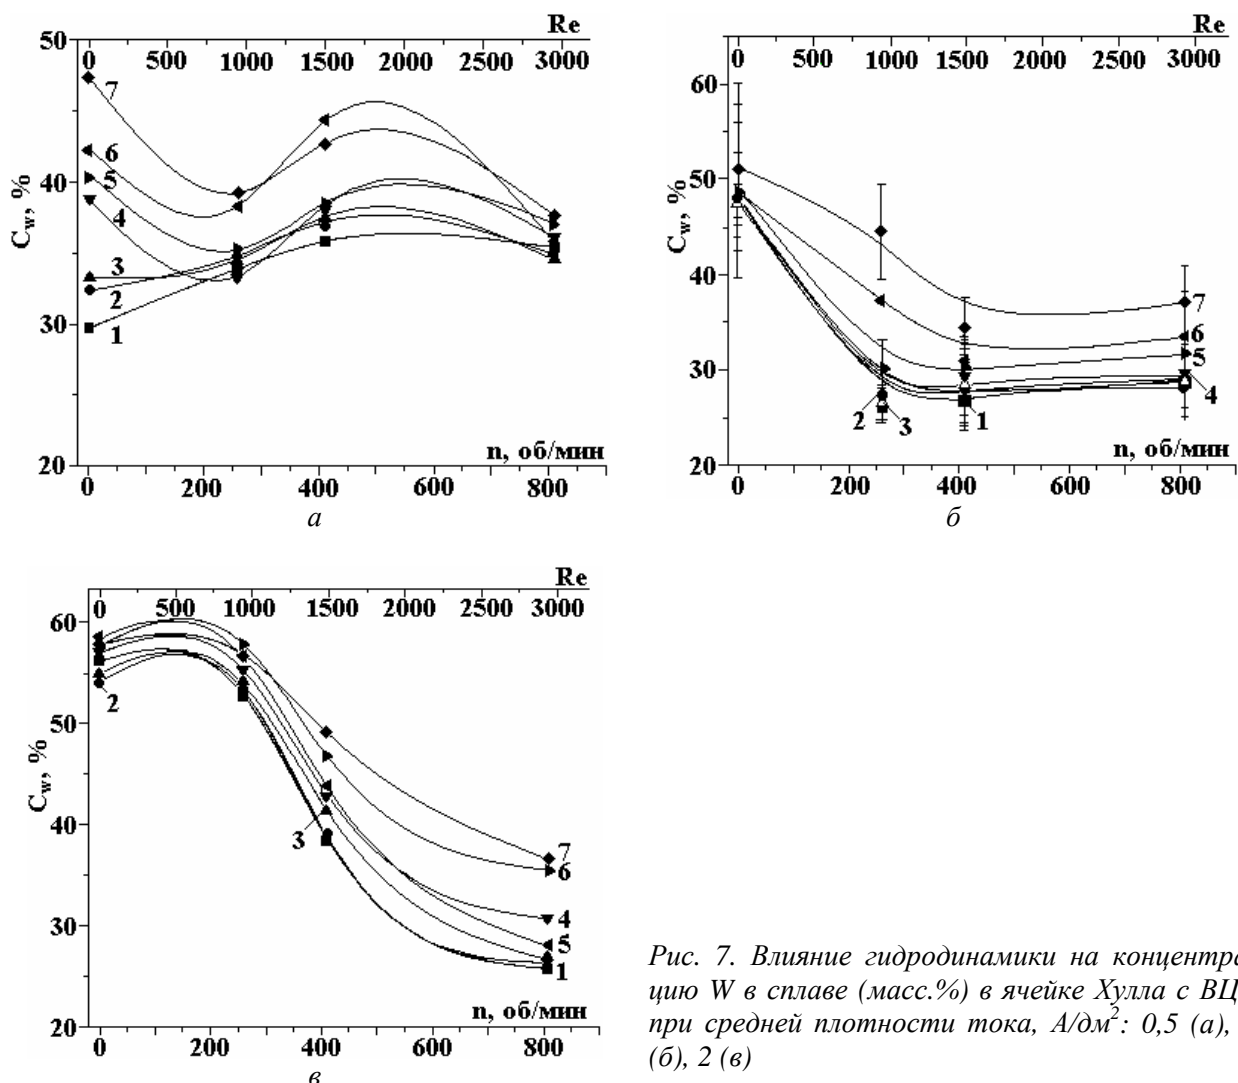 Re
0 500 1000 1500 2000 2500 3000
50
40
30
20
C_w, %
7
6
5
4
3
2
1
n, об/мин
0 200 400 600 800
а
Re
0 500 1000 1500 2000 2500 3000
60
50
40
30
20
C_w, %
7
6
5
4
2 3 1
n, об/мин
0 200 400 600 800
б
Re
0 500 1000 1500 2000 2500 3000
60
50
40
30
20
C_w, %
2
3
7
6
4
5
1
n, об/мин
0 200 400 600 800
в
Рис. 7. Влияние гидродинамики на концентра
цию W в сплаве (масс.%) в ячейке Хулла с ВЦ
при средней плотности тока, А/дм²: 0,5 (а),
(б), 2 (в)